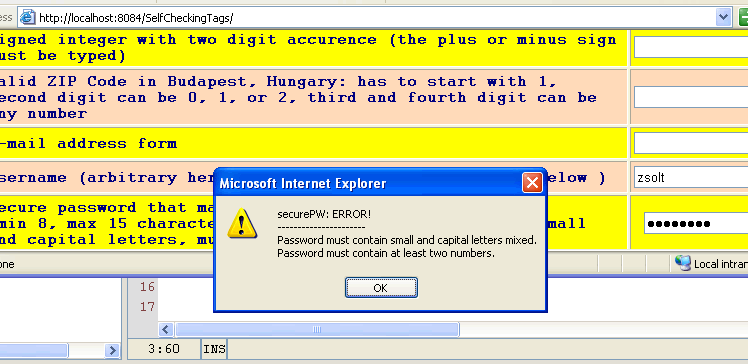 Address http://localhost:8084/SelfCheckingTags/
igned integer with two digit accurence (the plus or minus sign
ust be typed)
alid ZIP Code in Budapest, Hungary: has to start with 1,
econd digit can be 0, 1, or 2, third and fourth digit can be
ny number
-mail address form
sername (arbitrary her elow )
zsolt
ecure password that ma
min 8, max 15 characte mall
nd capital letters, mu
Microsoft Internet Explorer
securePW: ERROR!
----------------------
Password must contain small and capital letters mixed.
Password must contain at least two numbers.
OK
one
Local intran
16
17
3:60 INS